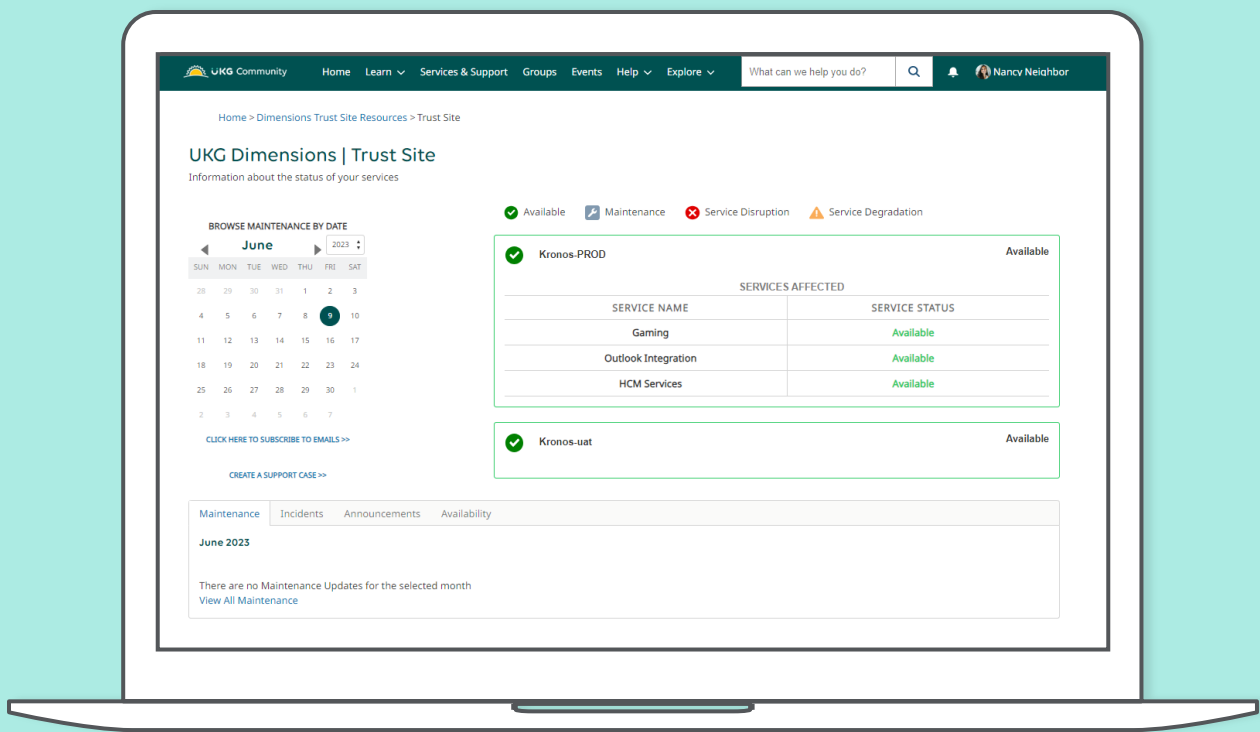 UKG Community Home Learn Services & Support Groups Events Help Explore What can we help you do? Nancy Neighbor
Home > Dimensions Trust Site Resources > Trust Site
UKG Dimensions | Trust Site
Information about the status of your services
Available Maintenance Service Disruption Service Degradation
BROWSE MAINTENANCE BY DATE
June 2023
SUN MON TUE WED THU FRI SAT
28 29 30 31 1 2 3
4 5 6 7 8 9 10
11 12 13 14 15 16 17
18 19 20 21 22 23 24
25 26 27 28 29 30 1
2 3 4 5 6 7
CLICK HERE TO SUBSCRIBE TO EMAILS >>
CREATE A SUPPORT CASE >>
Kronos-PROD Available
SERVICES AFFECTED
SERVICE NAME SERVICE STATUS
Gaming Available
Outlook Integration Available
HCM Services Available
Kronos-uat Available
Maintenance Incidents Announcements Availability
June 2023
There are no Maintenance Updates for the selected month
View All Maintenance